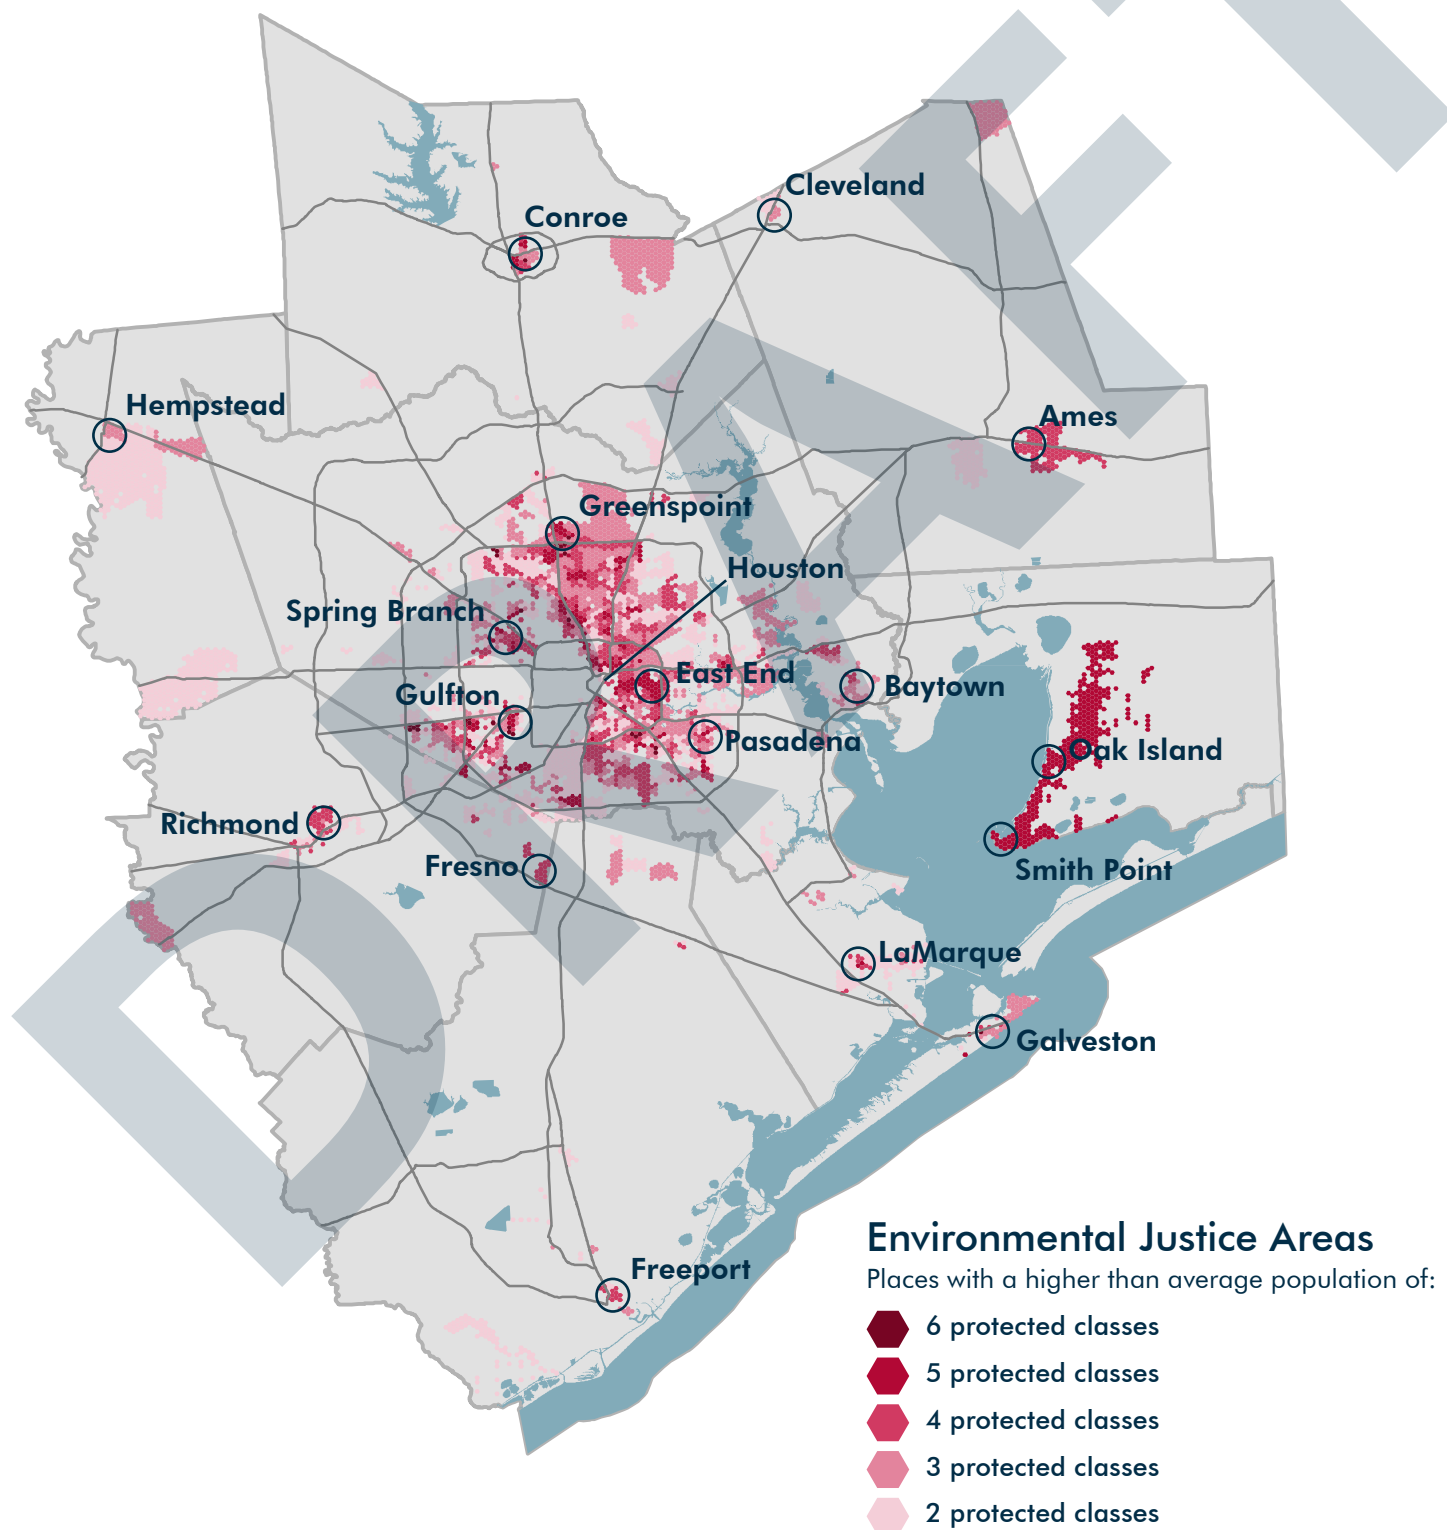 Cleveland
Conroe
Hempstead
Ames
Greenspoint
Houston
Spring Branch
East End
Gulfton
Baytown
Pasadena
Oak Island
Richmond
Fresno
Smith Point
LaMarque
Galveston
Freeport
Environmental Justice Areas
Places with a higher than average population of:
6 protected classes
5 protected classes
4 protected classes
3 protected classes
2 protected classes
DRAFT